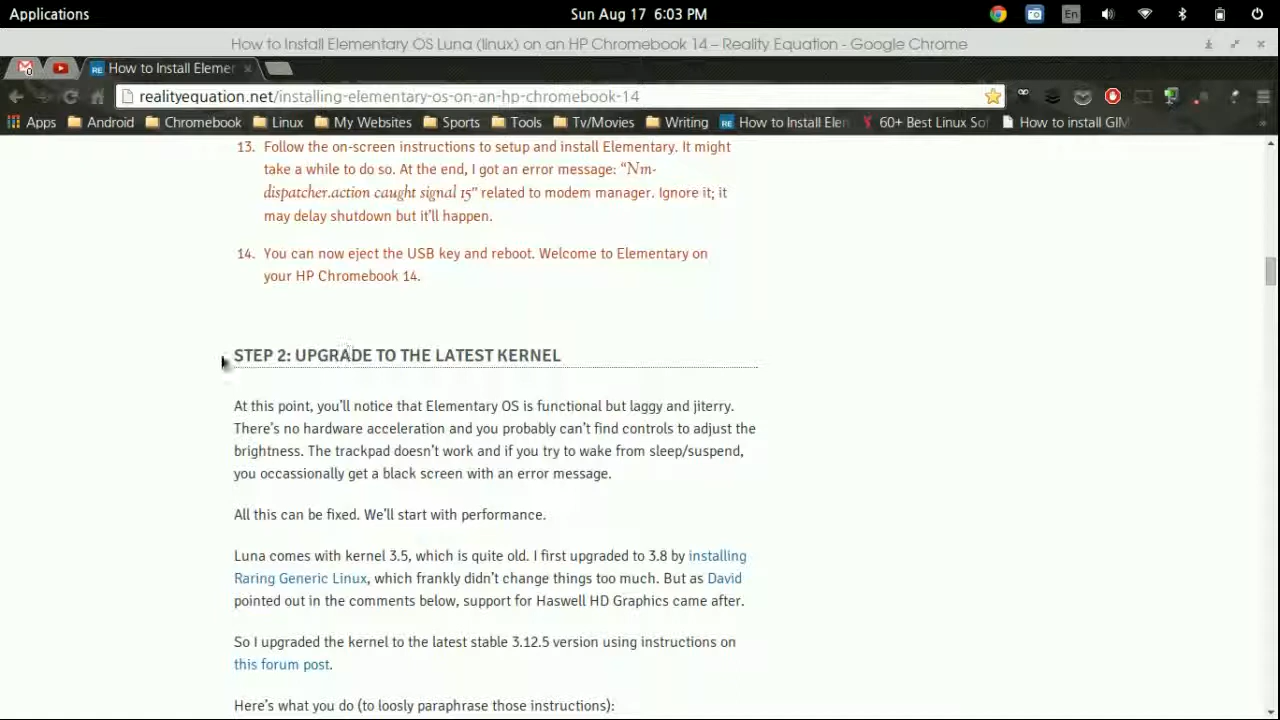 Applications
Sun Aug 17 6:03 PM
En
How to Install Elementary OS Luna (linux) on an HP Chromebook 14 – Reality Equation - Google Chrome
0
RE How to Install Elemer
realityequation.net/installing-elementary-os-on-an-hp-chromebook-14
Apps Android Chromebook Linux My Websites Sports Tools Tv/Movies Writing RE How to Install Elen 60+ Best Linux Sof How to install GIM
13. Follow the on-screen instructions to setup and install Elementary. It might
take a while to do so. At the end, I got an error message: “Nm-
dispatcher.action caught signal 15” related to modem manager. Ignore it; it
may delay shutdown but it’ll happen.
14. You can now eject the USB key and reboot. Welcome to Elementary on
your HP Chromebook 14.
STEP 2: UPGRADE TO THE LATEST KERNEL
At this point, you’ll notice that Elementary OS is functional but laggy and jiterry.
There’s no hardware acceleration and you probably can’t find controls to adjust the
brightness. The trackpad doesn’t work and if you try to wake from sleep/suspend,
you occassionally get a black screen with an error message.
All this can be fixed. We’ll start with performance.
Luna comes with kernel 3.5, which is quite old. I first upgraded to 3.8 by installing
Raring Generic Linux, which frankly didn’t change things too much. But as David
pointed out in the comments below, support for Haswell HD Graphics came after.
So I upgraded the kernel to the latest stable 3.12.5 version using instructions on
this forum post.
Here’s what you do (to loosly paraphrase those instructions):